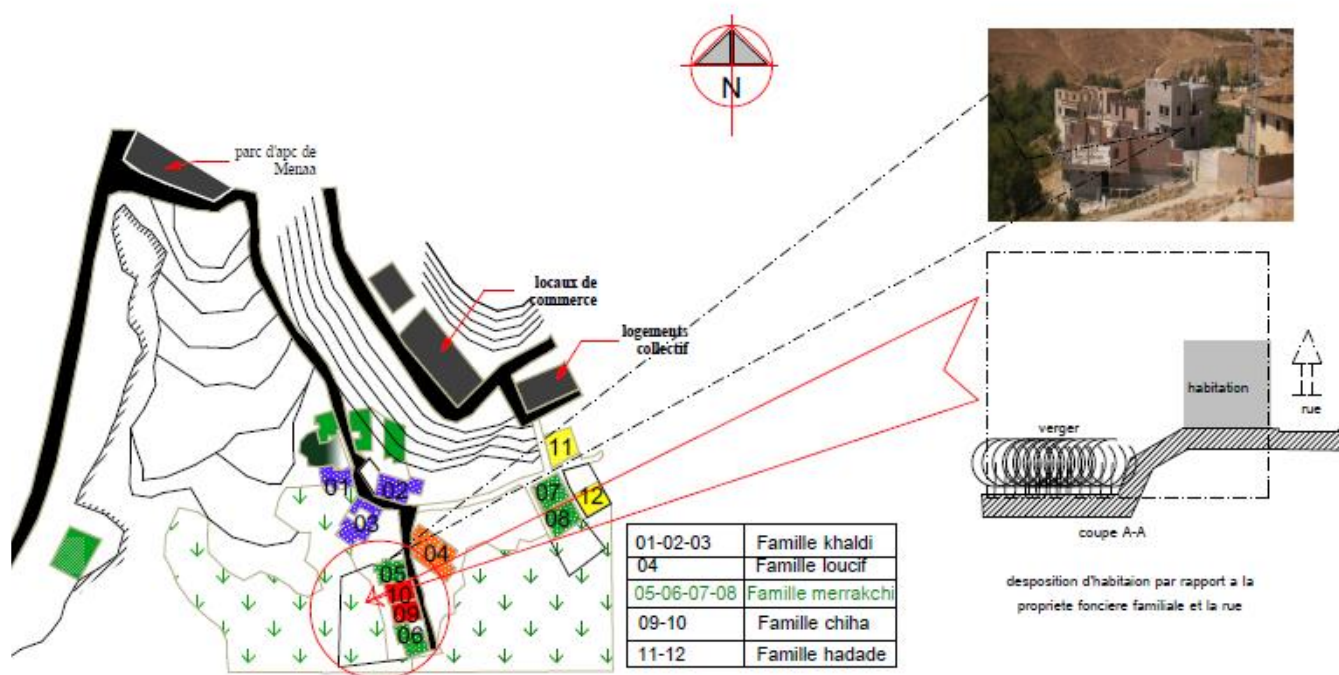 N
parc d'apc de
Menaa
locaux de
commerce
logements
collectif
habitation
rue
verger
coupe A-A
desposition d'habitaion par rapport a la
propriete fonciere familiale et la rue
01
02
03
04
05
10
09
06
07
08
11
12
01-02-03 Famille khaldi
04 Famille loucif
05-06-07-08 Famille merrakchi
09-10 Famille chiha
11-12 Famille hadade